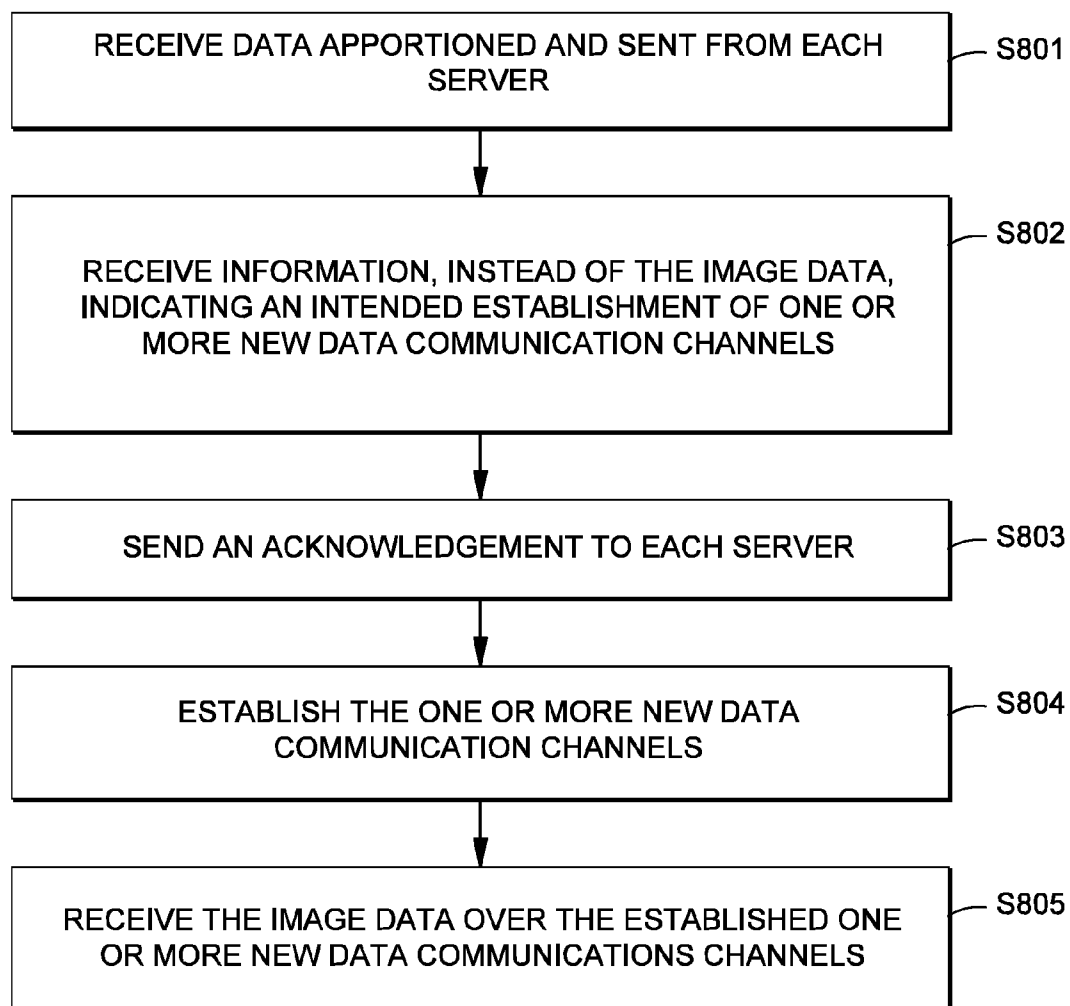 RECEIVE DATA APPORTIONED AND SENT FROM EACH
SERVER
S801
RECEIVE INFORMATION, INSTEAD OF THE IMAGE DATA,
INDICATING AN INTENDED ESTABLISHMENT OF ONE OR
MORE NEW DATA COMMUNICATION CHANNELS
S802
SEND AN ACKNOWLEDGEMENT TO EACH SERVER
S803
ESTABLISH THE ONE OR MORE NEW DATA
COMMUNICATION CHANNELS
S804
RECEIVE THE IMAGE DATA OVER THE ESTABLISHED ONE
OR MORE NEW DATA COMMUNICATIONS CHANNELS
S805